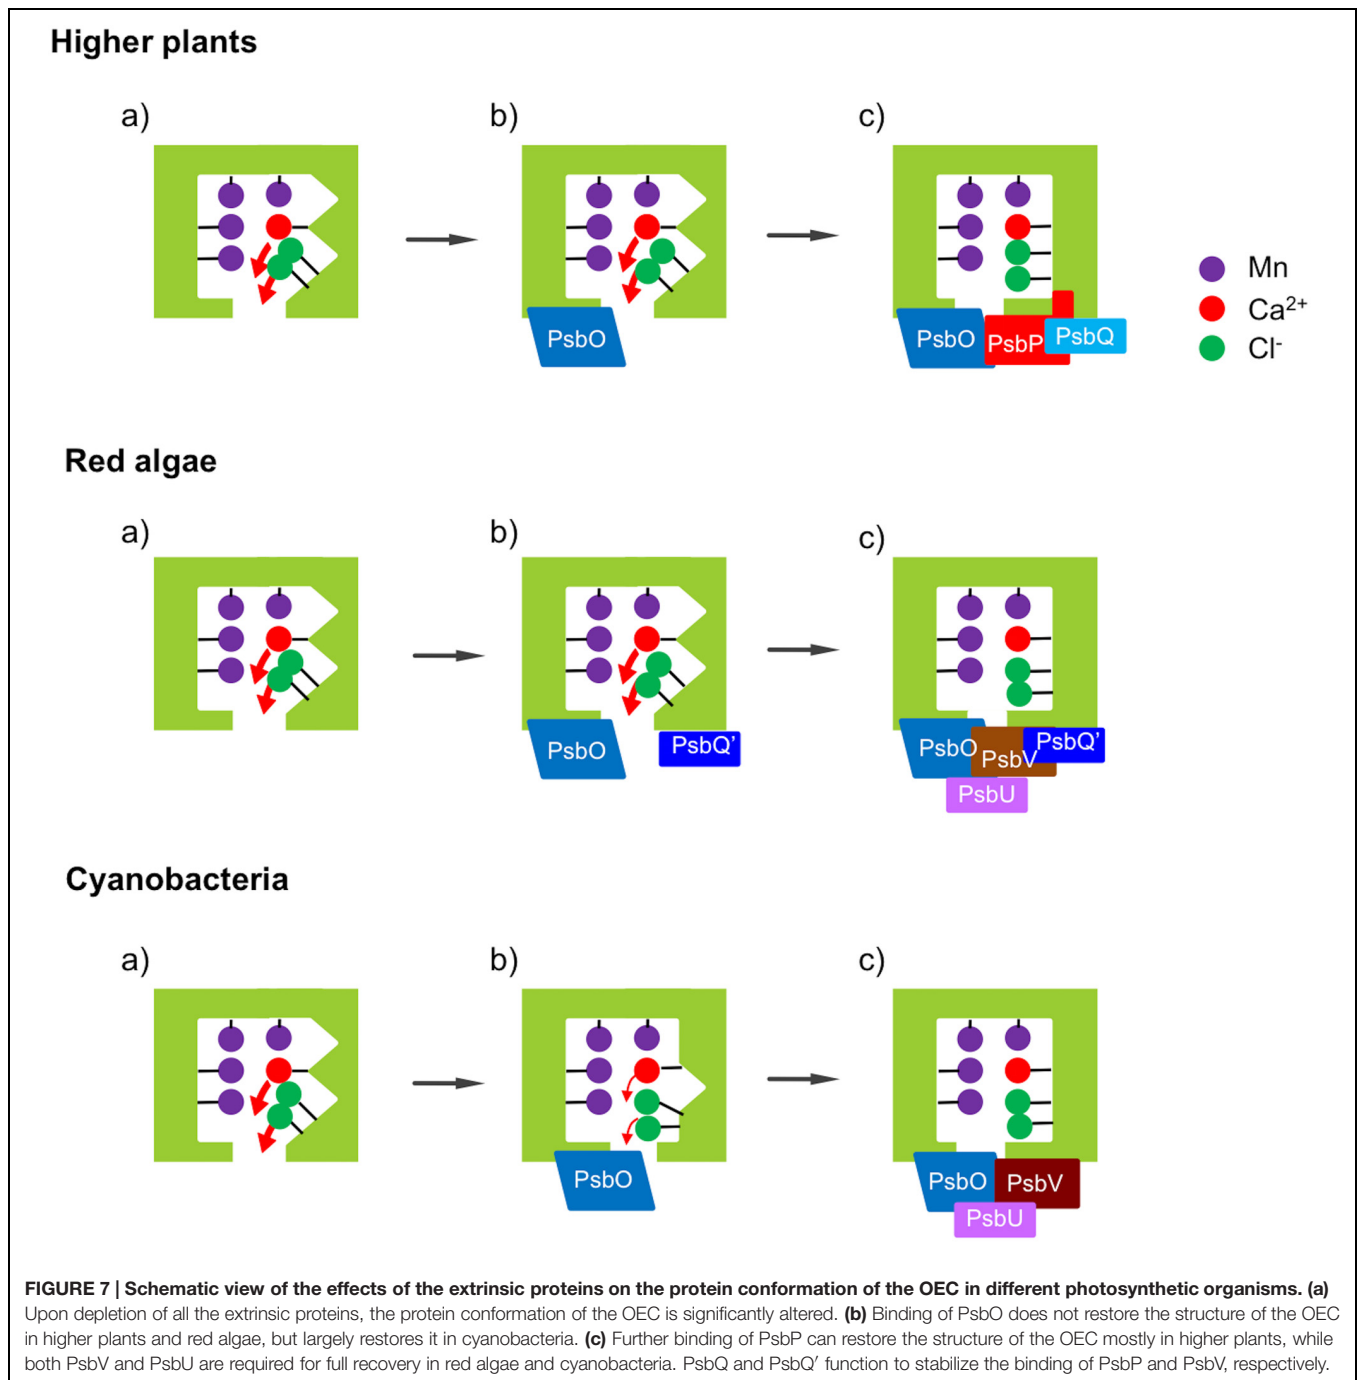 Higher plants
a)
b)
c)
PsbO
PsbO
PsbP
PsbQ
Mn
Ca²⁺
Cl⁻
Red algae
a)
b)
c)
PsbO
PsbQ’
PsbO
PsbV
PsbQ’
PsbU
Cyanobacteria
a)
b)
c)
PsbO
PsbO
PsbV
PsbU
FIGURE 7 | Schematic view of the effects of the extrinsic proteins on the protein conformation of the OEC in different photosynthetic organisms. (a)
Upon depletion of all the extrinsic proteins, the protein conformation of the OEC is significantly altered. (b) Binding of PsbO does not restore the structure of the OEC
in higher plants and red algae, but largely restores it in cyanobacteria. (c) Further binding of PsbP can restore the structure of the OEC mostly in higher plants, while
both PsbV and PsbU are required for full recovery in red algae and cyanobacteria. PsbQ and PsbQ′ function to stabilize the binding of PsbP and PsbV, respectively.